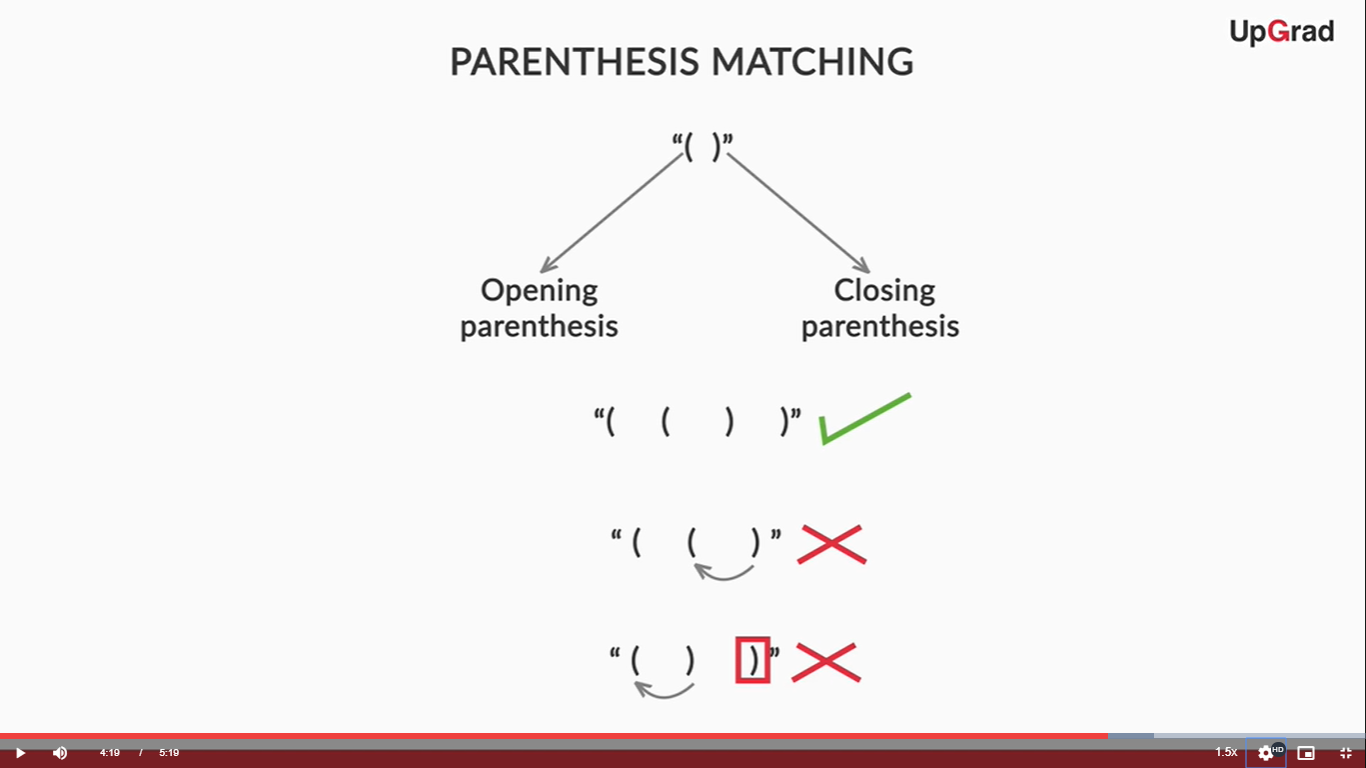 UpGrad
PARENTHESIS MATCHING
“( )”
Opening
parenthesis
Closing
parenthesis
“( ( ) )”
“ ( ( ) ”
“ ( ) )”
4:19 / 5:19
1.5x
HD